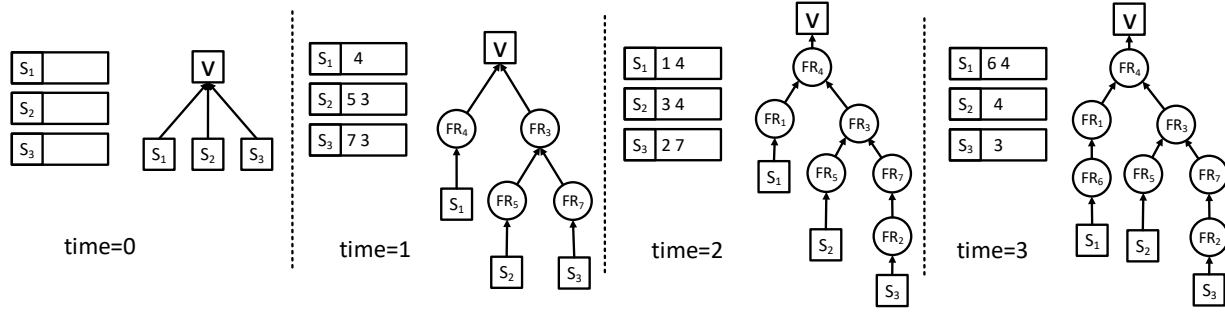 S1
S2
S3
V
S1 S2 S3
time=0
S1 4
S2 5 3
S3 7 3
V
FR4 FR3
S1 FR5 FR7
S2 S3
time=1
S1 1 4
S2 3 4
S3 2 7
V
FR4
FR1 FR3
S1 FR5 FR7
S2 FR2
S3
time=2
S1 6 4
S2 4
S3 3
V
FR4
FR1 FR3
FR6 FR5 FR7
S1 S2 FR2
S3
time=3